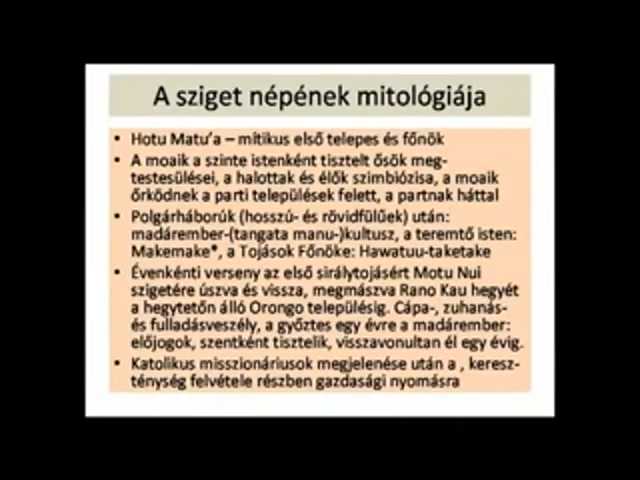 A sziget népének mitológiája
• Hotu Matu’a – mitikus első telepes és főnök
• A moaik a szinte istenként tisztelt ősök meg-
testesülései, a halottak és élők szimbiózisa, a moaik
őrködnek a parti települések felett, a partnak háttal
• Polgárháborúk (hosszú- és rövidfülűek) után:
madárember-(tangata manu-)kultusz, a teremtő isten:
Makemake*, a Tojások Főnöke: Hawatuu-taketake
• Évenkénti verseny az első sirálytojásért Motu Nui
szigetére úszva és vissza, megmászva Rano Kau hegyét
a hegytetőn álló Orongo településig. Cápa-, zuhanás-
és fulladásveszély, a győztes egy évre a madárember:
előjogok, szentként tisztelik, visszavonultan él egy évig.
• Katolikus misszionáriusok megjelenése után a , keresz-
ténység felvétele részben gazdasági nyomásra